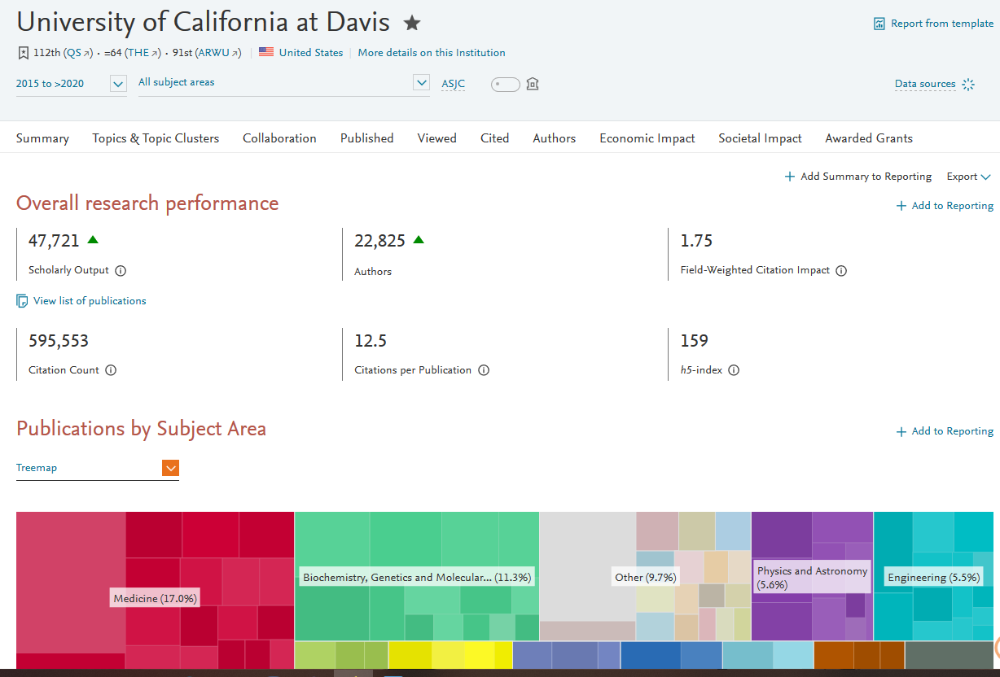 University of California at Davis
Report from template
112th (QS ↗) · =64 (THE ↗) · 91st (ARWU ↗) | United States | More details on this Institution
2015 to >2020
All subject areas
ASJC
Data sources
Summary Topics & Topic Clusters Collaboration Published Viewed Cited Authors Economic Impact Societal Impact Awarded Grants
+ Add Summary to Reporting Export
Overall research performance
+ Add to Reporting
47,721 22,825 1.75
Scholarly Output Authors Field-Weighted Citation Impact
View list of publications
595,553 12.5 159
Citation Count Citations per Publication h5-index
Publications by Subject Area
+ Add to Reporting
Treemap
Medicine (17.0%)
Biochemistry, Genetics and Molecular... (11.3%)
Other (9.7%)
Physics and Astronomy
(5.6%)
Engineering (5.5%)